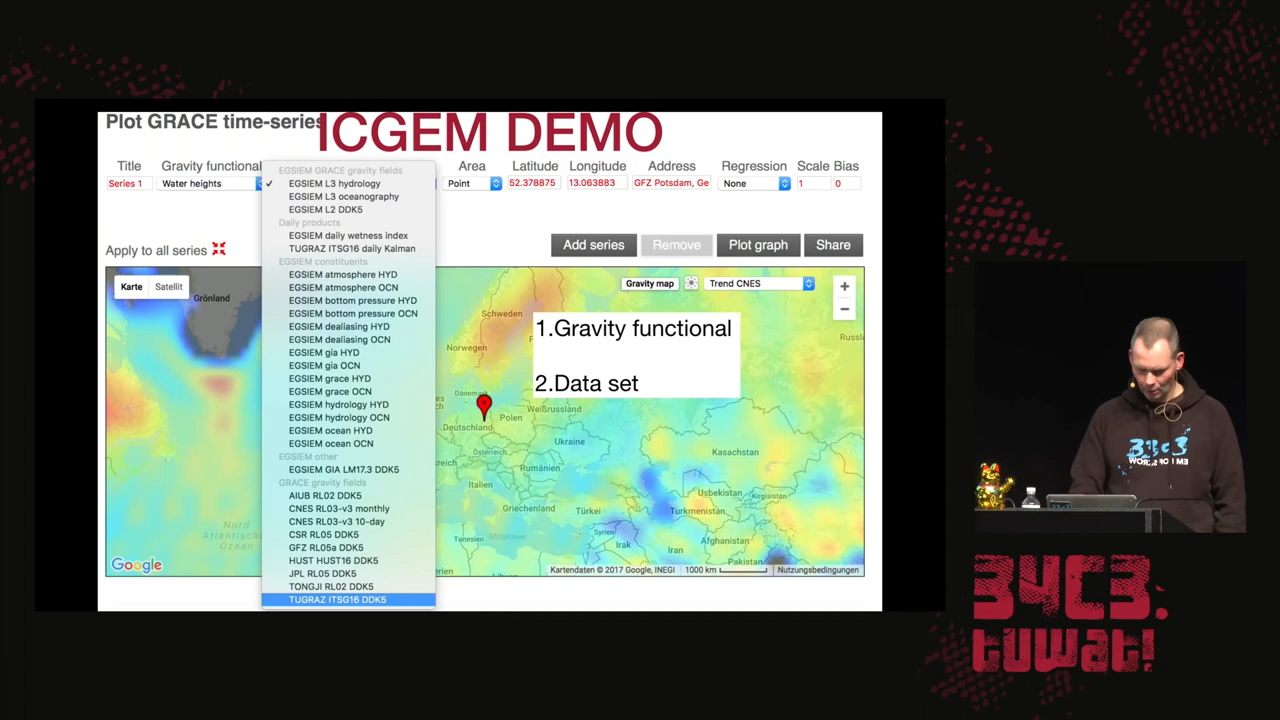 Plot GRACE time-series
ICGEM DEMO
Title Gravity functional Area Latitude Longitude Address Regression Scale Bias
Series 1 Water heights Point 52.378875 13.063883 GFZ Potsdam, Ge None 1 0
EGSIEM GRACE gravity fields
✓ EGSIEM L3 hydrology
EGSIEM L3 oceanography
EGSIEM L2 DDK5
Daily products
EGSIEM daily wetness index
TUGRAZ ITSG16 daily Kalman
EGSIEM constituents
EGSIEM atmosphere HYD
EGSIEM atmosphere OCN
EGSIEM bottom pressure HYD
EGSIEM bottom pressure OCN
EGSIEM dealiasing HYD
EGSIEM dealiasing OCN
EGSIEM gia HYD
EGSIEM gia OCN
EGSIEM grace HYD
EGSIEM grace OCN
EGSIEM hydrology HYD
EGSIEM hydrology OCN
EGSIEM ocean HYD
EGSIEM ocean OCN
EGSIEM other
EGSIEM GIA LM17.3 DDK5
GRACE gravity fields
AIUB RL02 DDK5
CNES RL03-v3 monthly
CNES RL03-v3 10-day
CSR RL05 DDK5
GFZ RL05a DDK5
HUST HUST16 DDK5
JPL RL05 DDK5
TONGJI RL02 DDK5
TUGRAZ ITSG16 DDK5
Apply to all series
Add series Remove Plot graph Share
Karte Satellit
Gravity map Trend CNES
+
−
1.Gravity functional
2.Data set
Grönland
Schweden
Norwegen
Russla
Dänemark
Weißrussland
Polen
Deutschland
Ukraine
Österreich
kreich
Rumänien
Kasachstan
Italien
Griechenland
Türkei
Usbekistan
Kirgisistan
Turkmenistan
Tunesien
Mittelmeer
Syrien
Irak
Iran
Afghanistan
Pakistan
Nord
Atlantische
Ozean
erien
Google
Kartendaten © 2017 Google, INEGI 1000 km Nutzungsbedingungen
34C3.
tuwat!